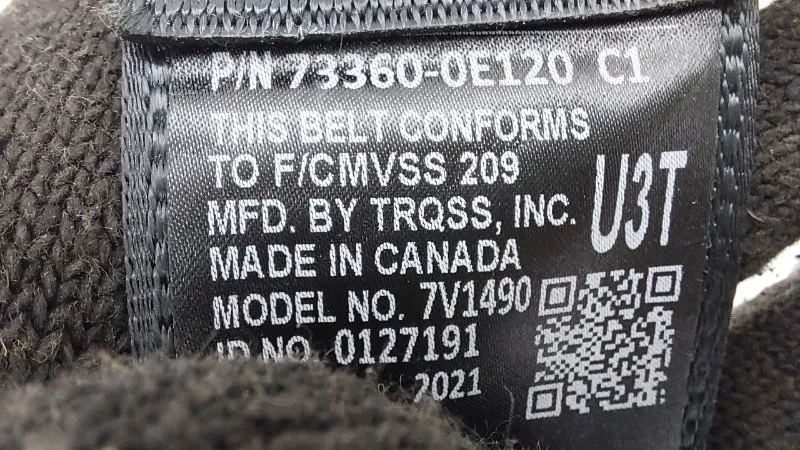 P/N 73360-0E120 C1
THIS BELT CONFORMS
TO F/CMVSS 209
MFD. BY TRQSS, INC.
U3T
MADE IN CANADA
MODEL NO. 7V1490
ID NO. 0127191
2021